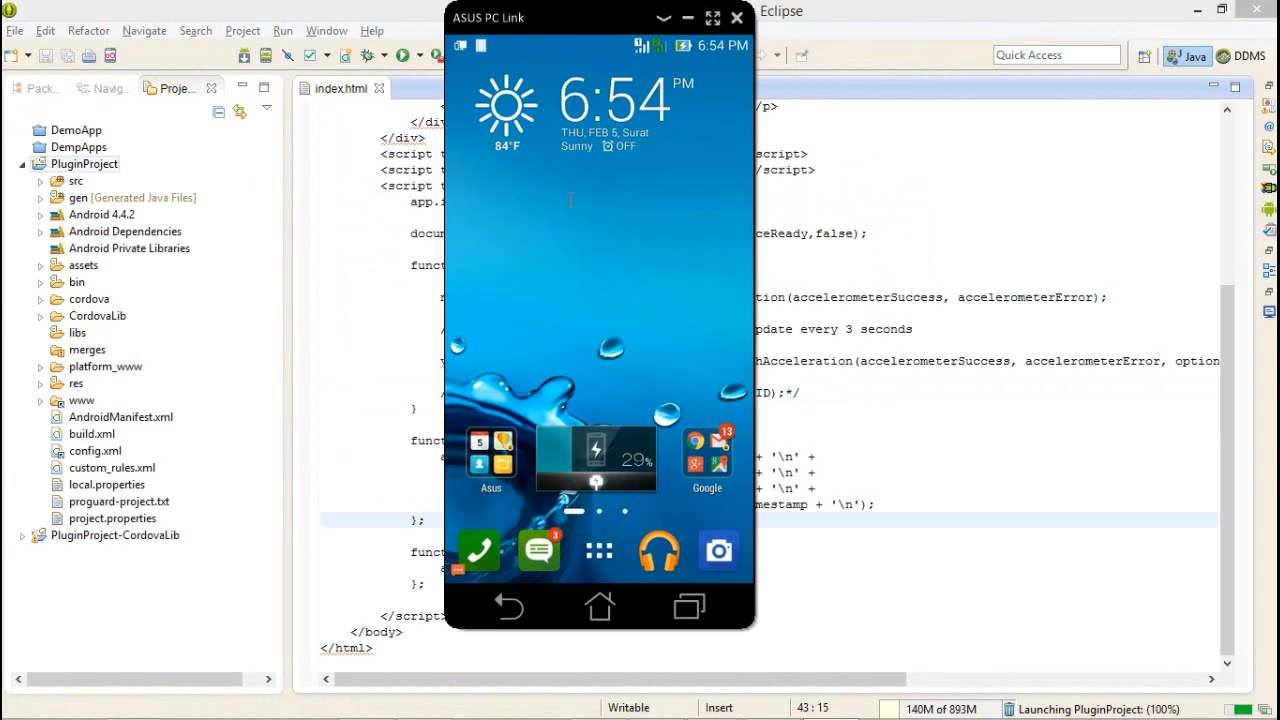 Eclipse
ASUS PC Link
File Edit Refactor Navigate Search Project Run Window Help
Quick Access
Java
DDMS
6:54 PM
Pack...
Navig...
Proje...
index.html
6:54 PM
THU, FEB 5, Surat
Sunny OFF
84°F
DemoApp
DempApps
PluginProject
src
gen [Generated Java Files]
Android 4.4.2
Android Dependencies
Android Private Libraries
assets
bin
cordova
CordovaLib
libs
merges
platform_www
res
www
AndroidManifest.xml
build.xml
config.xml
custom_rules.xml
local.properties
proguard-project.txt
project.properties
PluginProject-CordovaLib
</p>
</div>
</div>
<script t
script>
<script t
/script>
<script t
app.i
docum
ceReady,false);
funct
tion(accelerometerSuccess, accelerometerError);
pdate every 3 seconds
hAcceleration(accelerometerSuccess, accelerometerError, option
ID);*/
}
funct
+ '\n' +
+ '\n' +
+ '\n' +
mestamp + '\n');
};
funct
};
</script>
</body>
</html>
5
13
29%
Asus
Google
3
Writable
Insert
43 : 15
140M of 893M
Launching PluginProject: (100%)